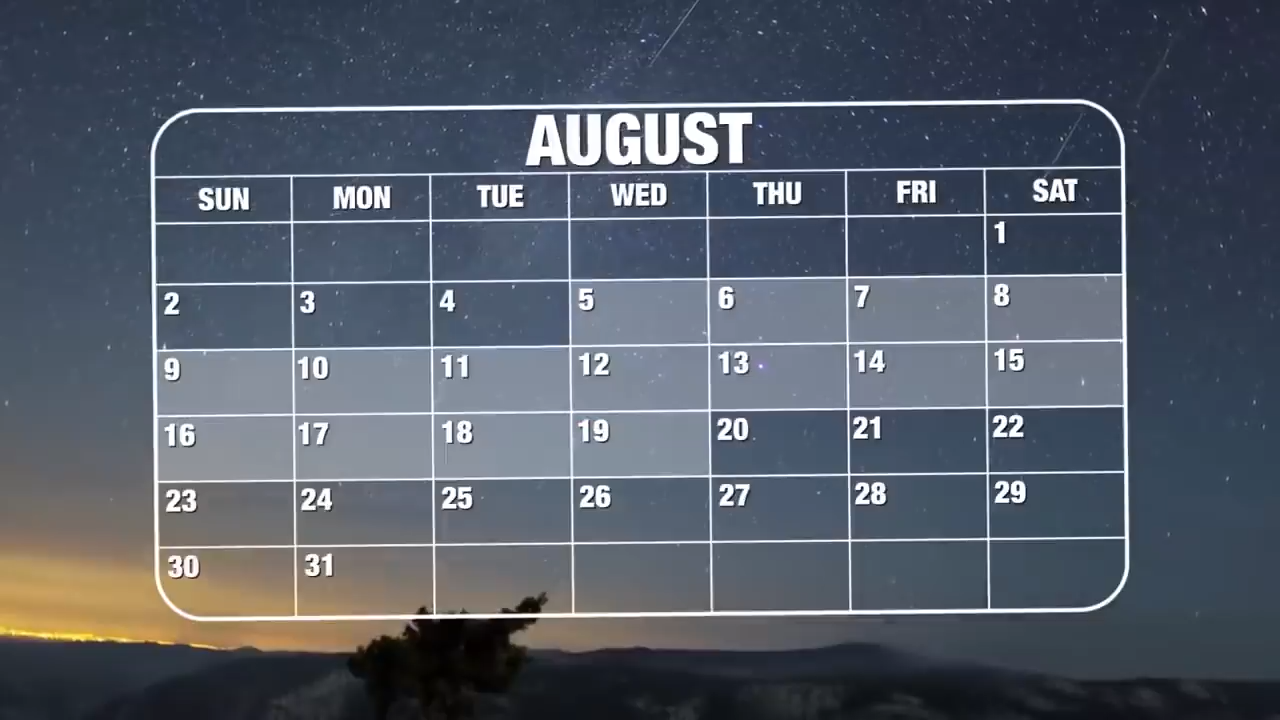 AUGUST
SUN MON TUE WED THU FRI SAT
1
2 3 4 5 6 7 8
9 10 11 12 13 14 15
16 17 18 19 20 21 22
23 24 25 26 27 28 29
30 31